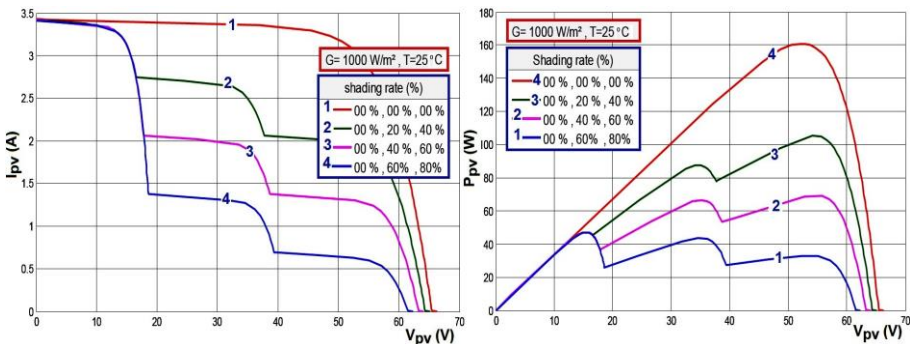 3.5
3
2.5
2
1.5
1
0.5
0
0 10 20 30 40 50 60 70
Ipv (A)
Vpv (V)
1
2
3
4
G= 1000 W/m², T=25 °C
shading rate (%)
1 00 % , 00 % , 00 %
2 00 % , 20 % , 40 %
3 00 % , 40 % , 60 %
4 00 % , 60% , 80%
180
160
140
120
100
80
60
40
20
0
0 10 20 30 40 50 60 70
Ppv (W)
Vpv (V)
G= 1000 W/m² , T=25 °C
Shading rate (%)
4 00 % , 00 % , 00 %
3 00 % , 20 % , 40 %
2 00 % , 40 % , 60 %
1 00 % , 60% , 80%
4
3
2
1